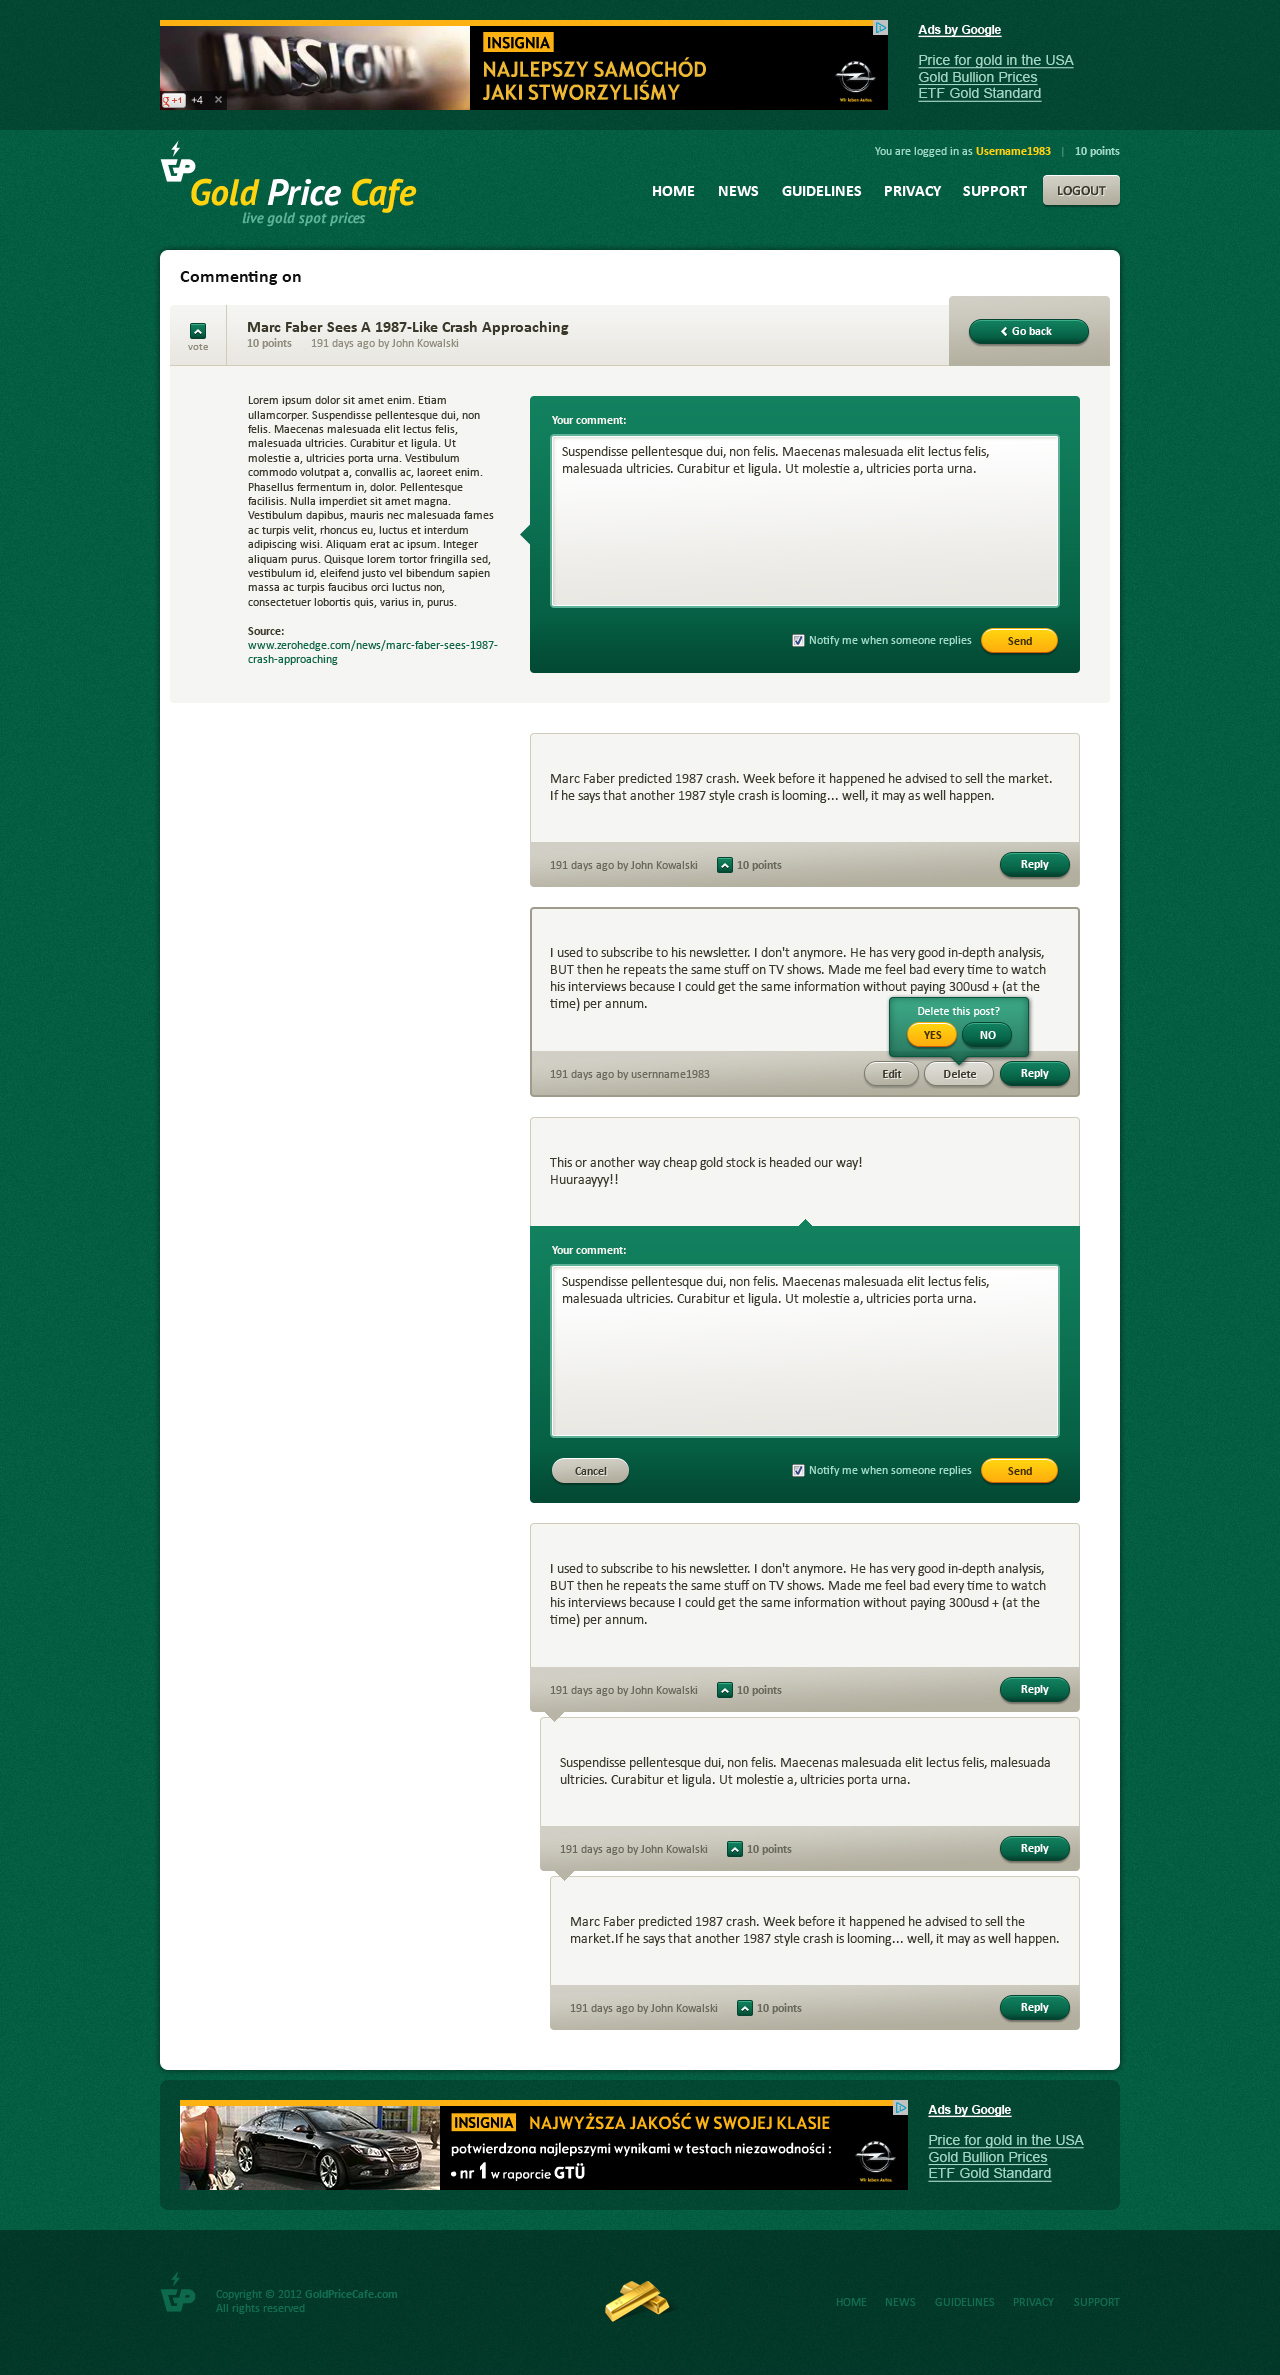 INSIGNIA
g +1 +4 ×
INSIGNIA
NAJLEPSZY SAMOCHÓD
JAKI STWORZYLIŚMY
Wir leben Autos.
Ads by Google
Price for gold in the USA
Gold Bullion Prices
ETF Gold Standard
GP
Gold Price Cafe
live gold spot prices
You are logged in as Username1983 | 10 points
HOME NEWS GUIDELINES PRIVACY SUPPORT LOGOUT
Commenting on
vote
Marc Faber Sees A 1987-Like Crash Approaching
10 points 191 days ago by John Kowalski
Go back
Lorem ipsum dolor sit amet enim. Etiam
ullamcorper. Suspendisse pellentesque dui, non
felis. Maecenas malesuada elit lectus felis,
malesuada ultricies. Curabitur et ligula. Ut
molestie a, ultricies porta urna. Vestibulum
commodo volutpat a, convallis ac, laoreet enim.
Phasellus fermentum in, dolor. Pellentesque
facilisis. Nulla imperdiet sit amet magna.
Vestibulum dapibus, mauris nec malesuada fames
ac turpis velit, rhoncus eu, luctus et interdum
adipiscing wisi. Aliquam erat ac ipsum. Integer
aliquam purus. Quisque lorem tortor fringilla sed,
vestibulum id, eleifend justo vel bibendum sapien
massa ac turpis faucibus orci luctus non,
consectetuer lobortis quis, varius in, purus.
Source:
www.zerohedge.com/news/marc-faber-sees-1987-
crash-approaching
Your comment:
Suspendisse pellentesque dui, non felis. Maecenas malesuada elit lectus felis,
malesuada ultricies. Curabitur et ligula. Ut molestie a, ultricies porta urna.
Notify me when someone replies Send
Marc Faber predicted 1987 crash. Week before it happened he advised to sell the market.
If he says that another 1987 style crash is looming... well, it may as well happen.
191 days ago by John Kowalski 10 points Reply
I used to subscribe to his newsletter. I don't anymore. He has very good in-depth analysis,
BUT then he repeats the same stuff on TV shows. Made me feel bad every time to watch
his interviews because I could get the same information without paying 300usd + (at the
time) per annum.
Delete this post?
YES NO
191 days ago by usernname1983 Edit Delete Reply
This or another way cheap gold stock is headed our way!
Huuraayyy!!
Your comment:
Suspendisse pellentesque dui, non felis. Maecenas malesuada elit lectus felis,
malesuada ultricies. Curabitur et ligula. Ut molestie a, ultricies porta urna.
Cancel Notify me when someone replies Send
I used to subscribe to his newsletter. I don't anymore. He has very good in-depth analysis,
BUT then he repeats the same stuff on TV shows. Made me feel bad every time to watch
his interviews because I could get the same information without paying 300usd + (at the
time) per annum.
191 days ago by John Kowalski 10 points Reply
Suspendisse pellentesque dui, non felis. Maecenas malesuada elit lectus felis, malesuada
ultricies. Curabitur et ligula. Ut molestie a, ultricies porta urna.
191 days ago by John Kowalski 10 points Reply
Marc Faber predicted 1987 crash. Week before it happened he advised to sell the
market.If he says that another 1987 style crash is looming... well, it may as well happen.
191 days ago by John Kowalski 10 points Reply
INSIGNIA NAJWYŻSZA JAKOŚĆ W SWOJEJ KLASIE
potwierdzona najlepszymi wynikami w testach niezawodności :
• nr 1 w raporcie GTÜ
Wir leben Autos.
Ads by Google
Price for gold in the USA
Gold Bullion Prices
ETF Gold Standard
GP
Copyright © 2012 GoldPriceCafe.com
All rights reserved
HOME NEWS GUIDELINES PRIVACY SUPPORT